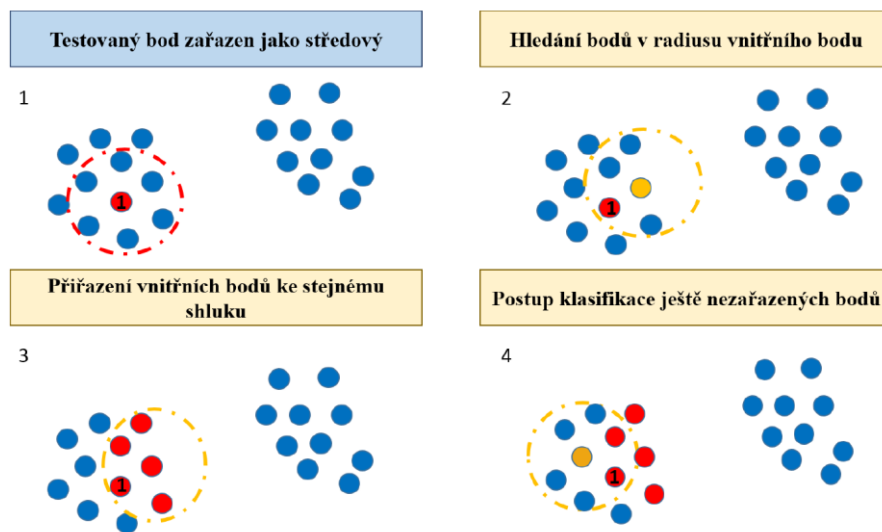 Testovaný bod zařazen jako středový
Hledání bodů v radiusu vnitřního bodu
1
2
1
1
Přiřazení vnitřních bodů ke stejnému
shluku
Postup klasifikace ještě nezařazených bodů
3
4
1
1